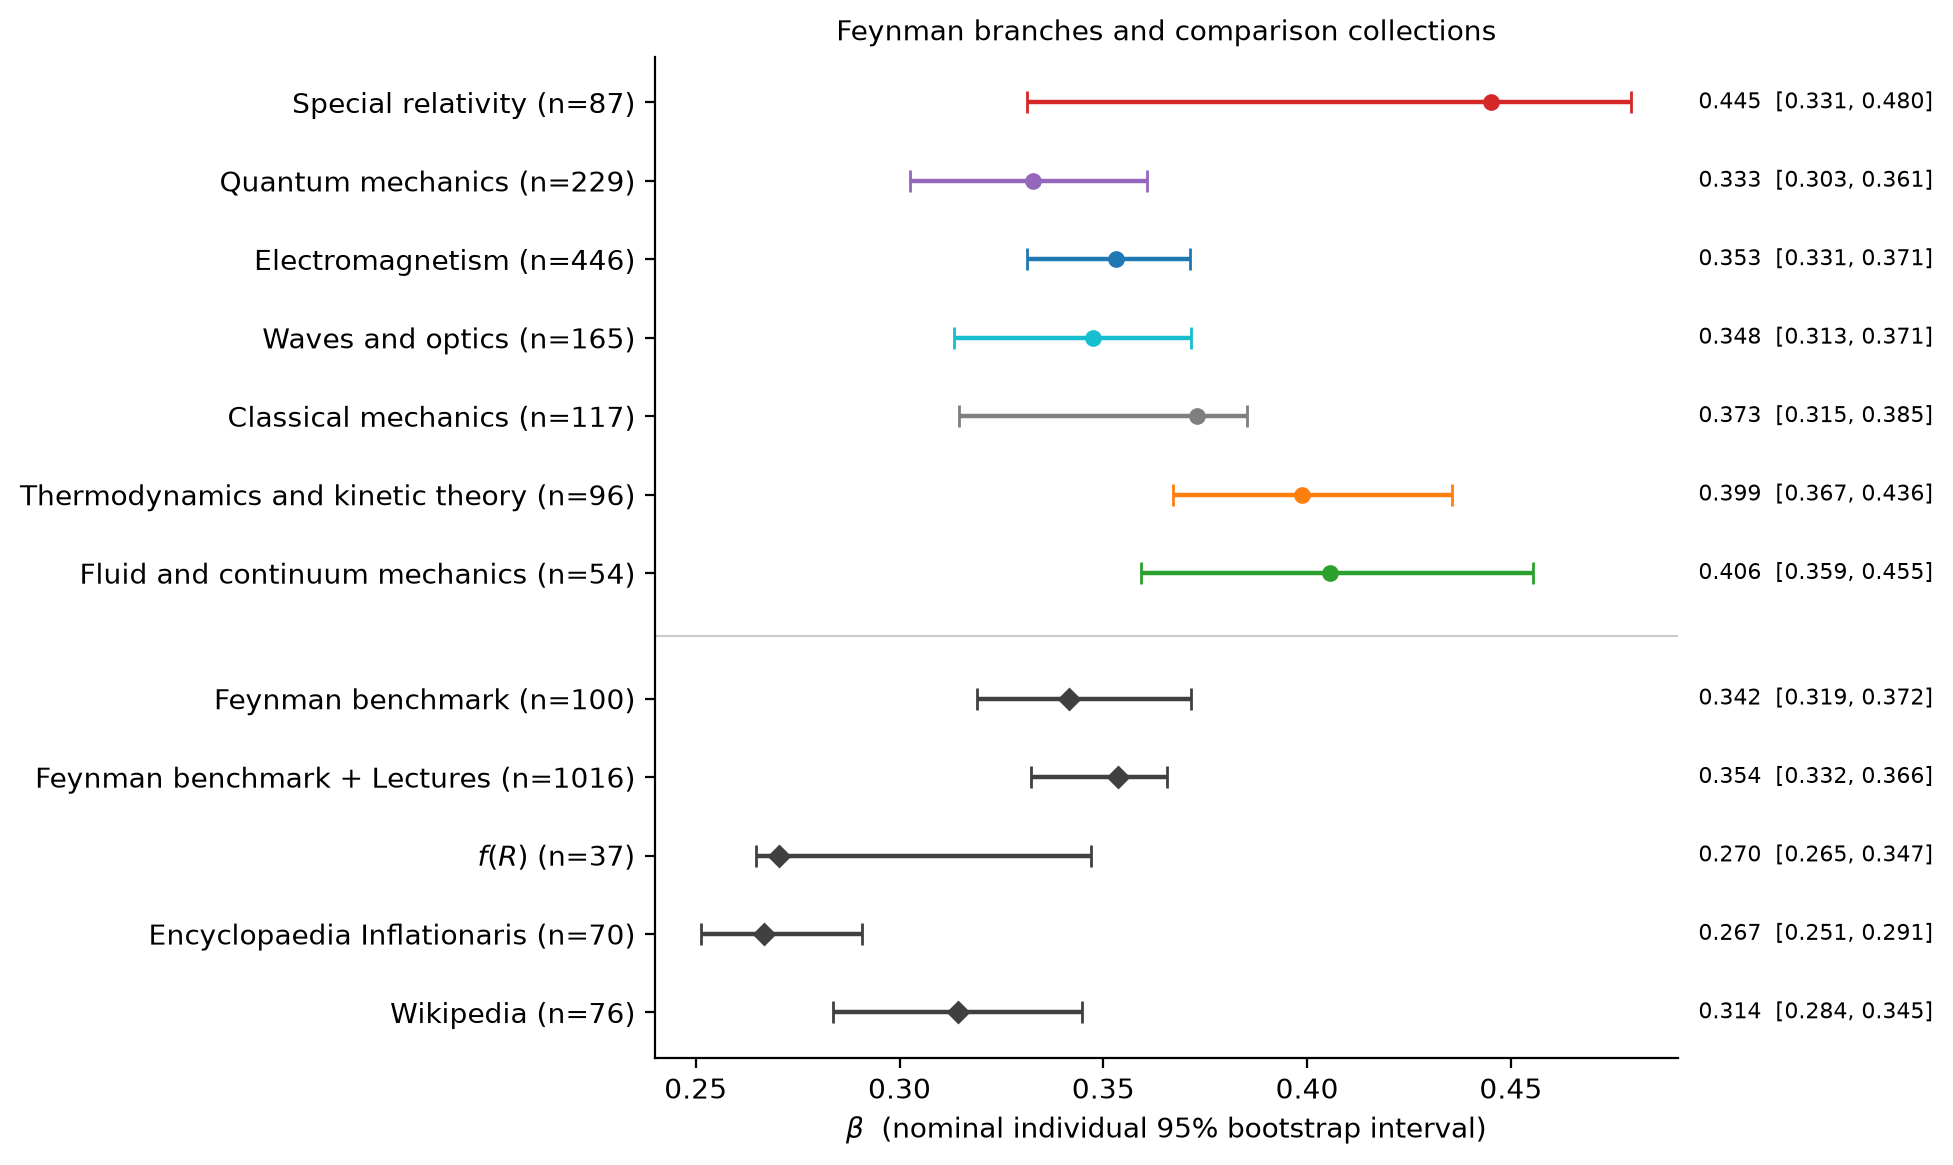 Feynman branches and comparison collections
Special relativity (n=87) 0.445 [0.331, 0.480]
Quantum mechanics (n=229) 0.333 [0.303, 0.361]
Electromagnetism (n=446) 0.353 [0.331, 0.371]
Waves and optics (n=165) 0.348 [0.313, 0.371]
Classical mechanics (n=117) 0.373 [0.315, 0.385]
Thermodynamics and kinetic theory (n=96) 0.399 [0.367, 0.436]
Fluid and continuum mechanics (n=54) 0.406 [0.359, 0.455]
Feynman benchmark (n=100) 0.342 [0.319, 0.372]
Feynman benchmark + Lectures (n=1016) 0.354 [0.332, 0.366]
f(R) (n=37) 0.270 [0.265, 0.347]
Encyclopaedia Inflationaris (n=70) 0.267 [0.251, 0.291]
Wikipedia (n=76) 0.314 [0.284, 0.345]
0.25 0.30 0.35 0.40 0.45
β (nominal individual 95% bootstrap interval)